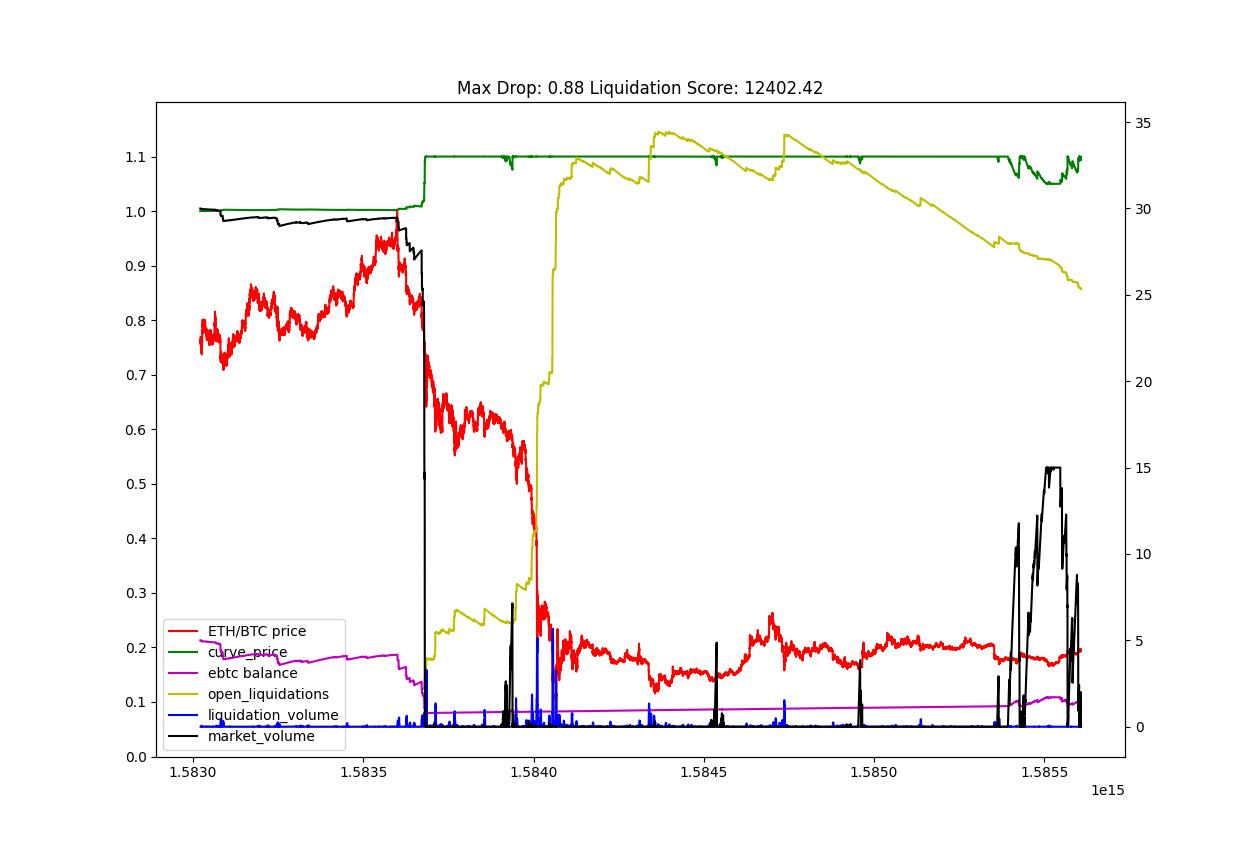 Max Drop: 0.88 Liquidation Score: 12402.42
1.1
1.0
0.9
0.8
0.7
0.6
0.5
0.4
0.3
0.2
0.1
0.0
35
30
25
20
15
10
5
0
ETH/BTC price
curve_price
ebtc balance
open_liquidations
liquidation_volume
market_volume
1.5830 1.5835 1.5840 1.5845 1.5850 1.5855
1e15